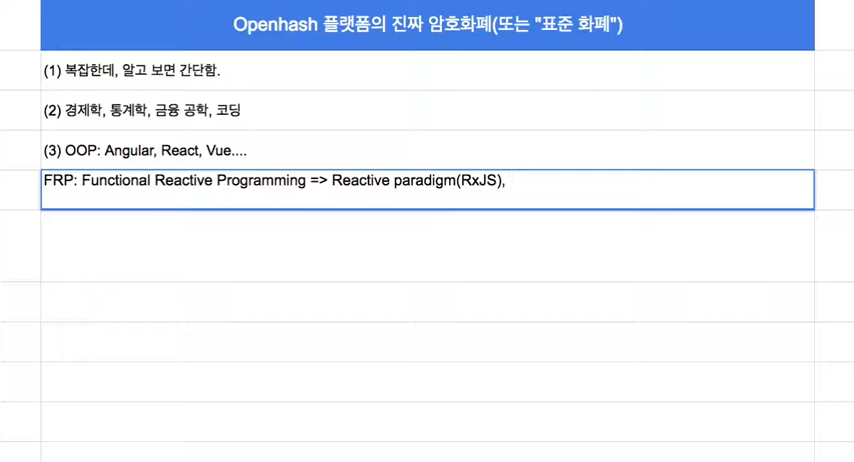 Openhash 플랫폼의 진짜 암호화폐(또는 "표준 화폐")
(1) 복잡한데, 알고 보면 간단함.
(2) 경제학, 통계학, 금융 공학, 코딩
(3) OOP: Angular, React, Vue....
FRP: Functional Reactive Programming => Reactive paradigm(RxJS),